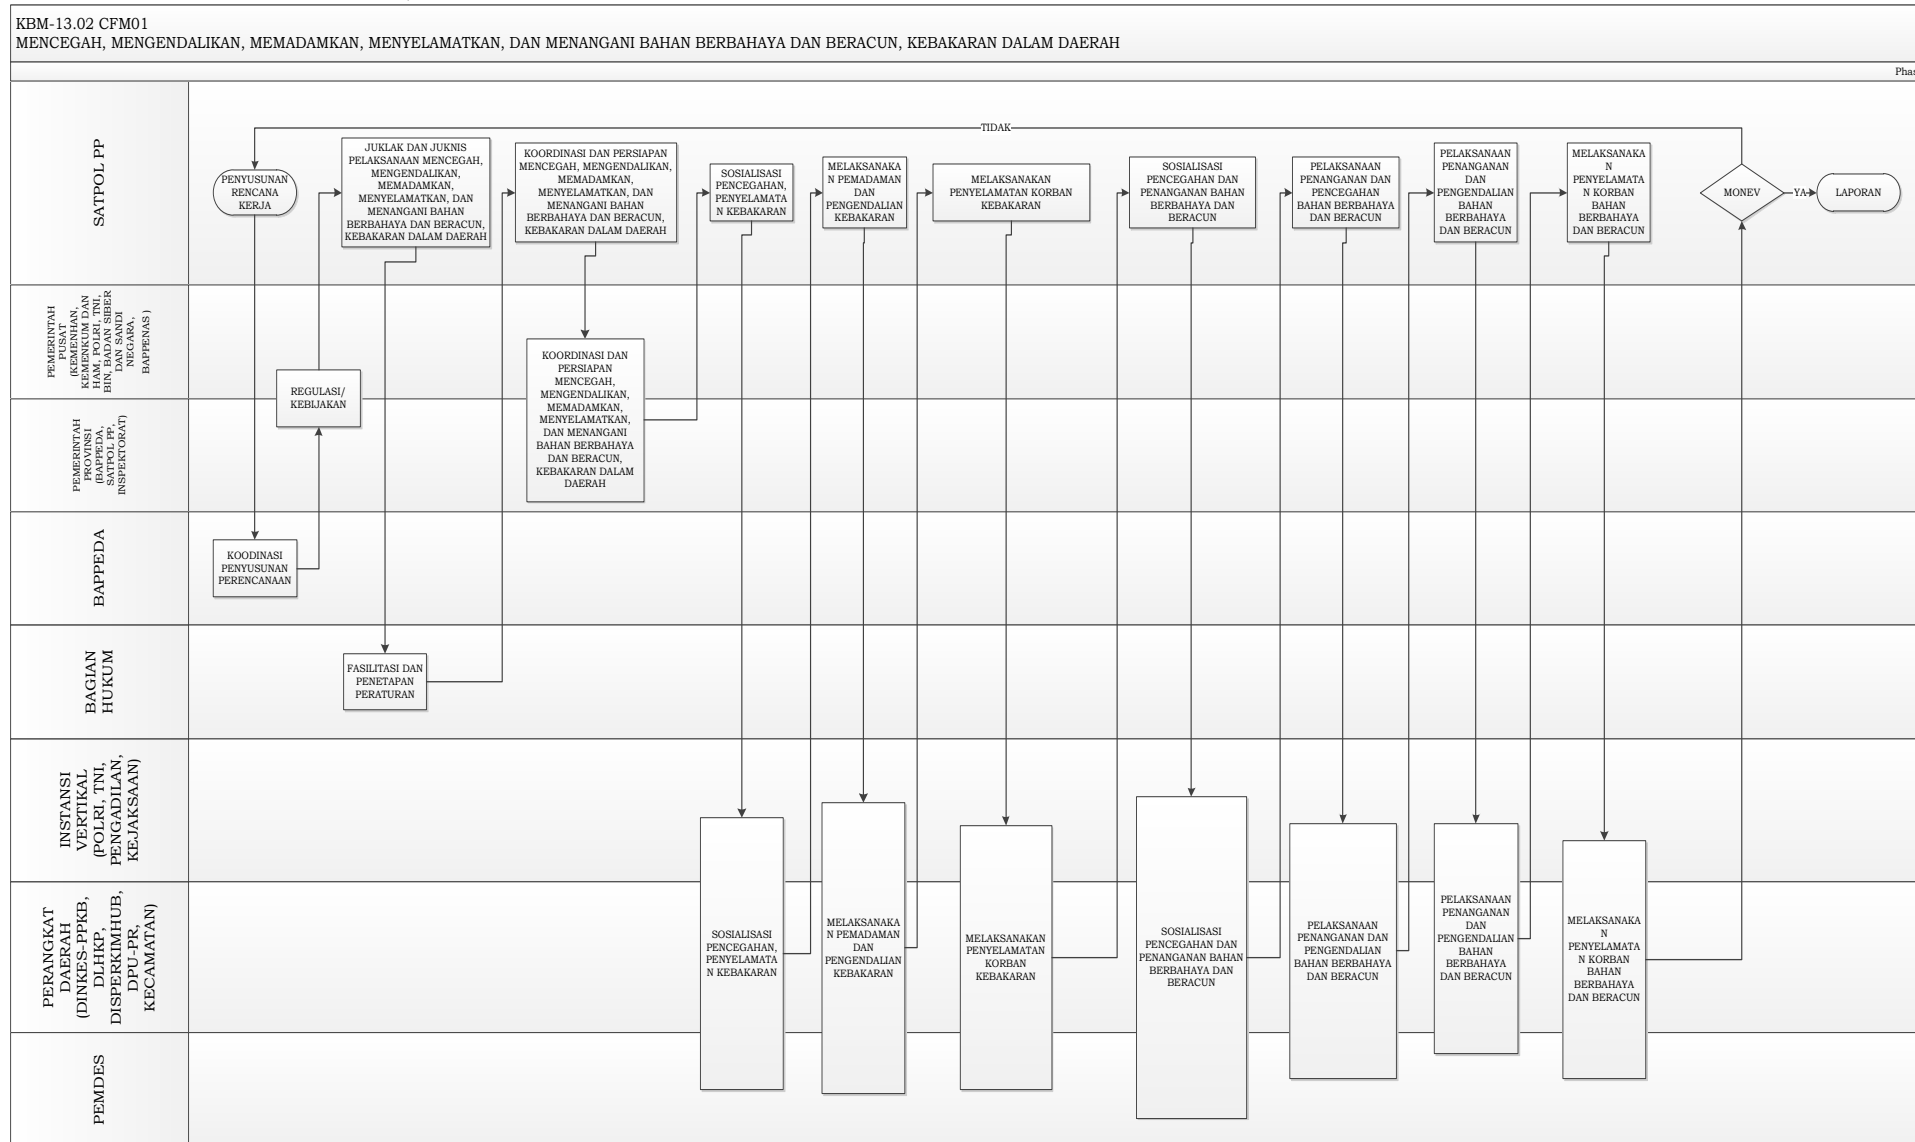 KBM-13.02 CFM01
MENCEGAH, MENGENDALIKAN, MEMADAMKAN, MENYELAMATKAN, DAN MENANGANI BAHAN BERBAHAYA DAN BERACUN, KEBAKARAN DALAM DAERAH
Phas
SATPOL PP
TIDAK
PENYUSUNAN
RENCANA
KERJA
JUKLAK DAN JUKNIS
PELAKSANAAN MENCEGAH,
MENGENDALIKAN,
MEMADAMKAN,
MENYELAMATKAN, DAN
MENANGANI BAHAN
BERBAHAYA DAN BERACUN,
KEBAKARAN DALAM DAERAH
KOORDINASI DAN PERSIAPAN
MENCEGAH, MENGENDALIKAN,
MEMADAMKAN,
MENYELAMATKAN, DAN
MENANGANI BAHAN
BERBAHAYA DAN BERACUN,
KEBAKARAN DALAM DAERAH
SOSIALISASI
PENCEGAHAN,
PENYELAMATA
N KEBAKARAN
MELAKSANAKA
N PEMADAMAN
DAN
PENGENDALIAN
KEBAKARAN
MELAKSANAKAN
PENYELAMATAN KORBAN
KEBAKARAN
SOSIALISASI
PENCEGAHAN DAN
PENANGANAN BAHAN
BERBAHAYA DAN
BERACUN
PELAKSANAAN
PENANGANAN DAN
PENCEGAHAN
BAHAN BERBAHAYA
DAN BERACUN
PELAKSANAAN
PENANGANAN
DAN
PENGENDALIAN
BAHAN
BERBAHAYA
DAN BERACUN
MELAKSANAKA
N
PENYELAMATA
N KORBAN
BAHAN
BERBAHAYA
DAN BERACUN
MONEV
YA
LAPORAN
PEMERINTAH
PUSAT
(KEMENHAN,
KEMENKUM DAN
HAM, POLRI, TNI,
BIN, BADAN SIBER
DAN SANDI
NEGARA,
BAPPENAS )
REGULASI/
KEBIJAKAN
KOORDINASI DAN
PERSIAPAN
MENCEGAH,
MENGENDALIKAN,
MEMADAMKAN,
MENYELAMATKAN,
DAN MENANGANI
BAHAN BERBAHAYA
DAN BERACUN,
KEBAKARAN DALAM
DAERAH
PEMERINTAH
PROVINSI
(BAPPEDA,
SATPOL PP,
INSPEKTORAT)
BAPPEDA
KOODINASI
PENYUSUNAN
PERENCANAAN
BAGIAN
HUKUM
FASILITASI DAN
PENETAPAN
PERATURAN
INSTANSI
VERTIKAL
(POLRI, TNI,
PENGADILAN,
KEJAKSAAN)
PERANGKAT
DAERAH
(DINKES-PPKB,
DLHKP,
DISPERKIMHUB,
DPU-PR,
KECAMATAN)
SOSIALISASI
PENCEGAHAN,
PENYELAMATA
N KEBAKARAN
MELAKSANAKA
N PEMADAMAN
DAN
PENGENDALIAN
KEBAKARAN
MELAKSANAKAN
PENYELAMATAN
KORBAN
KEBAKARAN
SOSIALISASI
PENCEGAHAN DAN
PENANGANAN BAHAN
BERBAHAYA DAN
BERACUN
PELAKSANAAN
PENANGANAN DAN
PENGENDALIAN
BAHAN BERBAHAYA
DAN BERACUN
PELAKSANAAN
PENANGANAN
DAN
PENGENDALIAN
BAHAN
BERBAHAYA
DAN BERACUN
MELAKSANAKA
N
PENYELAMATA
N KORBAN
BAHAN
BERBAHAYA
DAN BERACUN
PEMDES